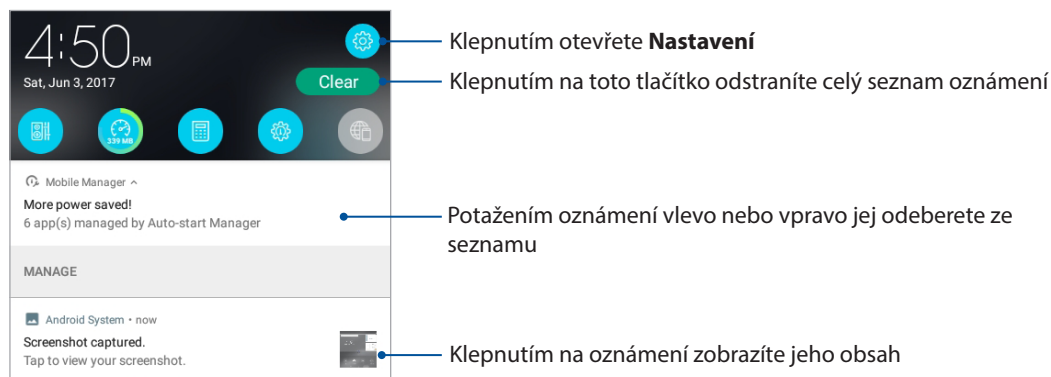 4:50 PM
Klepnutím otevřete Nastavení
Sat, Jun 3, 2017
Clear
Klepnutím na toto tlačítko odstraníte celý seznam oznámení
339 MB
Mobile Manager
More power saved!
6 app(s) managed by Auto-start Manager
Potažením oznámení vlevo nebo vpravo jej odeberete ze
seznamu
MANAGE
Android System • now
Screenshot captured.
Tap to view your screenshot.
Klepnutím na oznámení zobrazíte jeho obsah